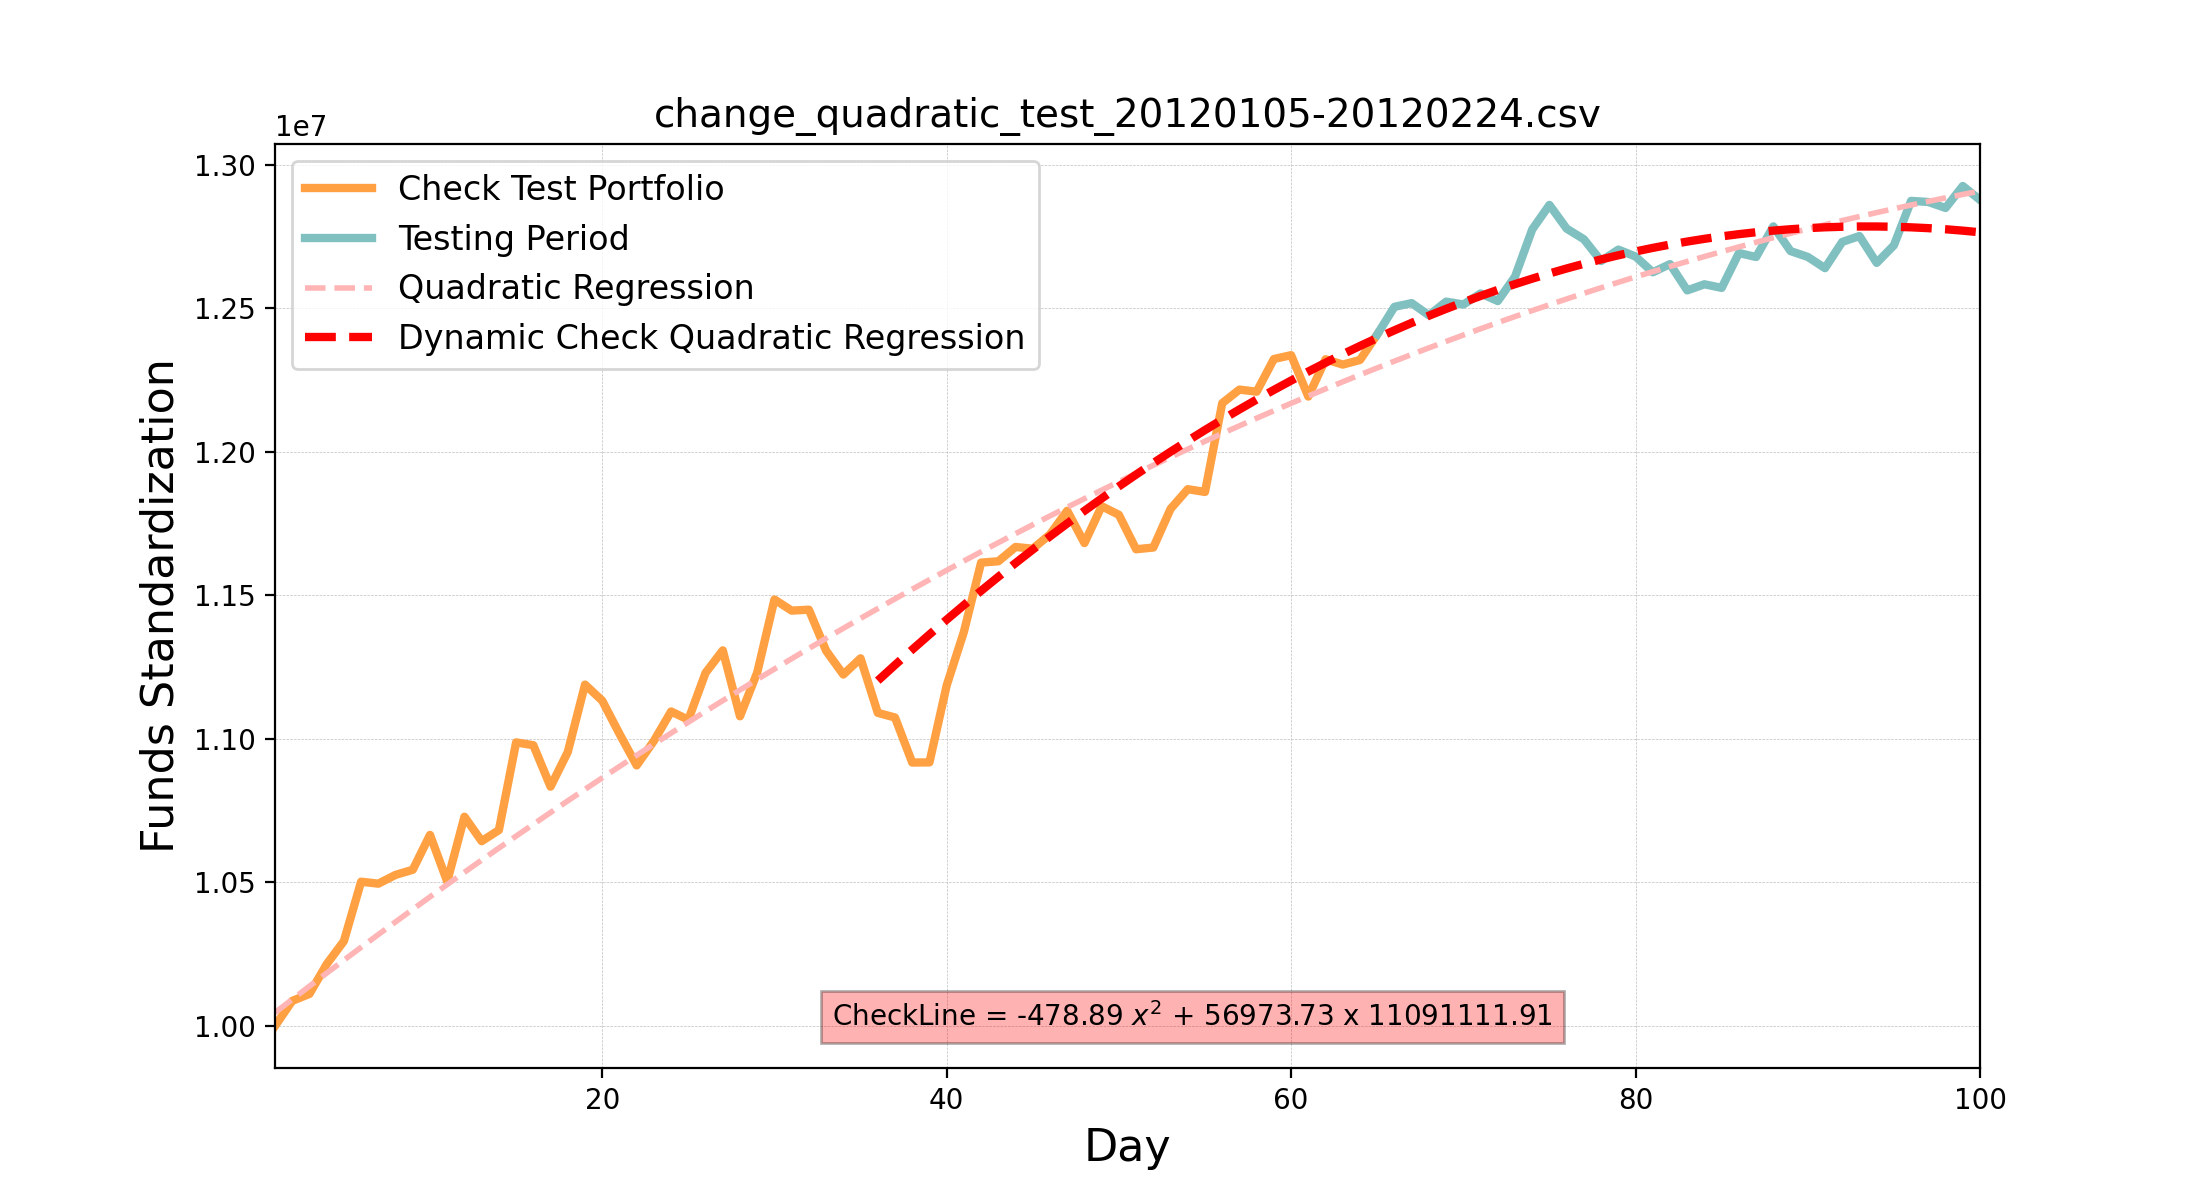 change_quadratic_test_20120105-20120224.csv
1e7
1.30
1.25
1.20
1.15
1.10
1.05
1.00
Funds Standardization
Check Test Portfolio
Testing Period
Quadratic Regression
Dynamic Check Quadratic Regression
CheckLine = -478.89 x² + 56973.73 x 11091111.91
20 40 60 80 100
Day